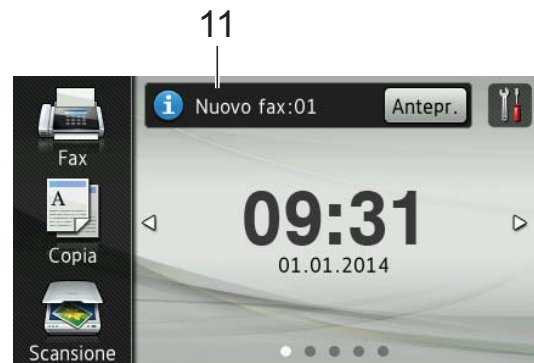 11
Nuovo fax:01
Antepr.
Fax
A
Copia
09:31
01.01.2014
Scansione